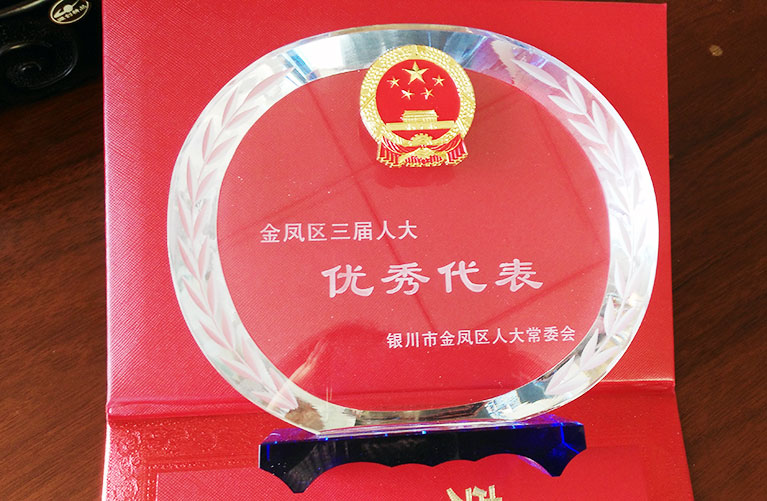 金凤区三届人大
优秀代表
银川市金凤区人大常委会